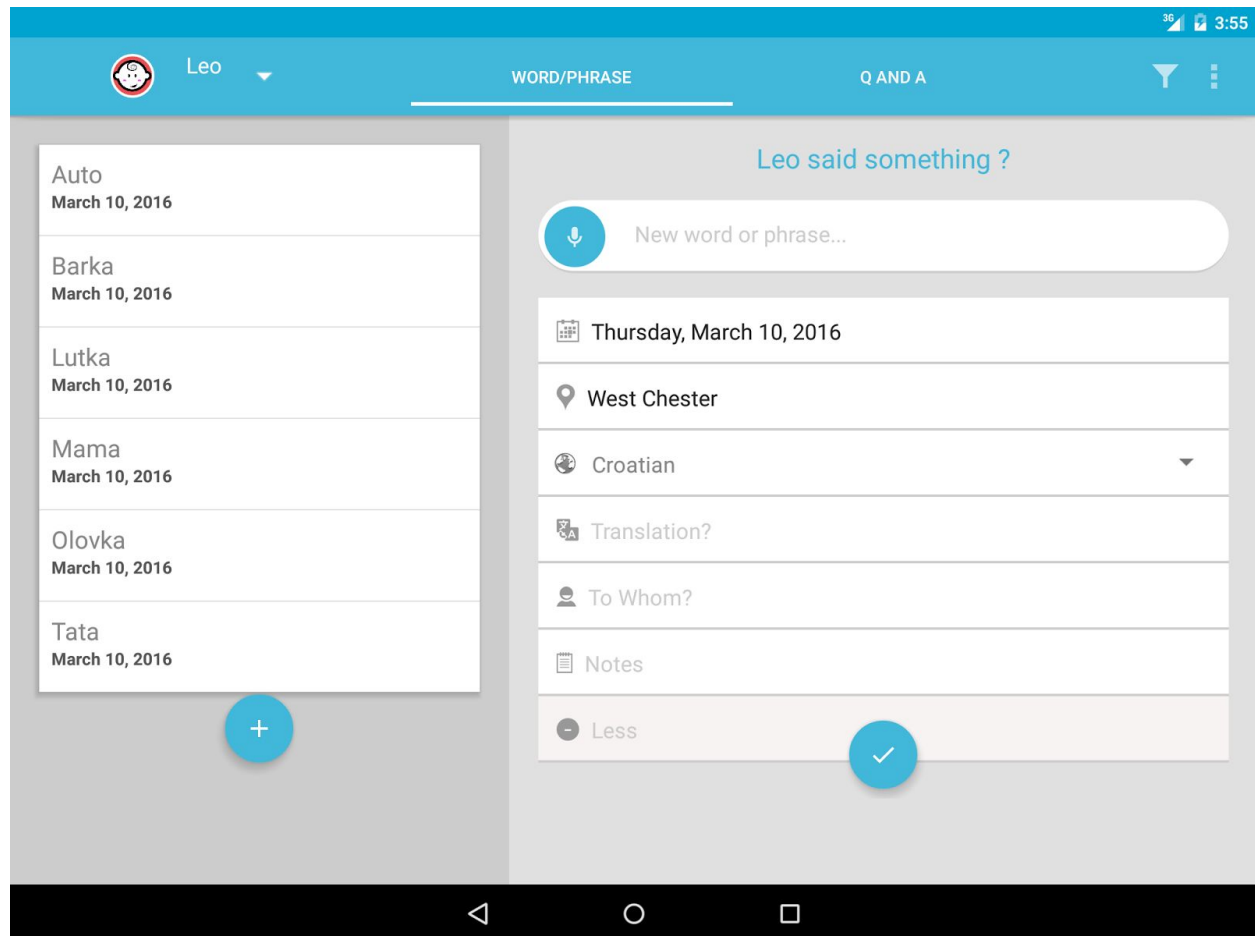 3G 3:55
Leo
WORD/PHRASE
Q AND A
Auto
March 10, 2016
Barka
March 10, 2016
Lutka
March 10, 2016
Mama
March 10, 2016
Olovka
March 10, 2016
Tata
March 10, 2016
Leo said something ?
New word or phrase...
Thursday, March 10, 2016
West Chester
Croatian
Translation?
To Whom?
Notes
Less